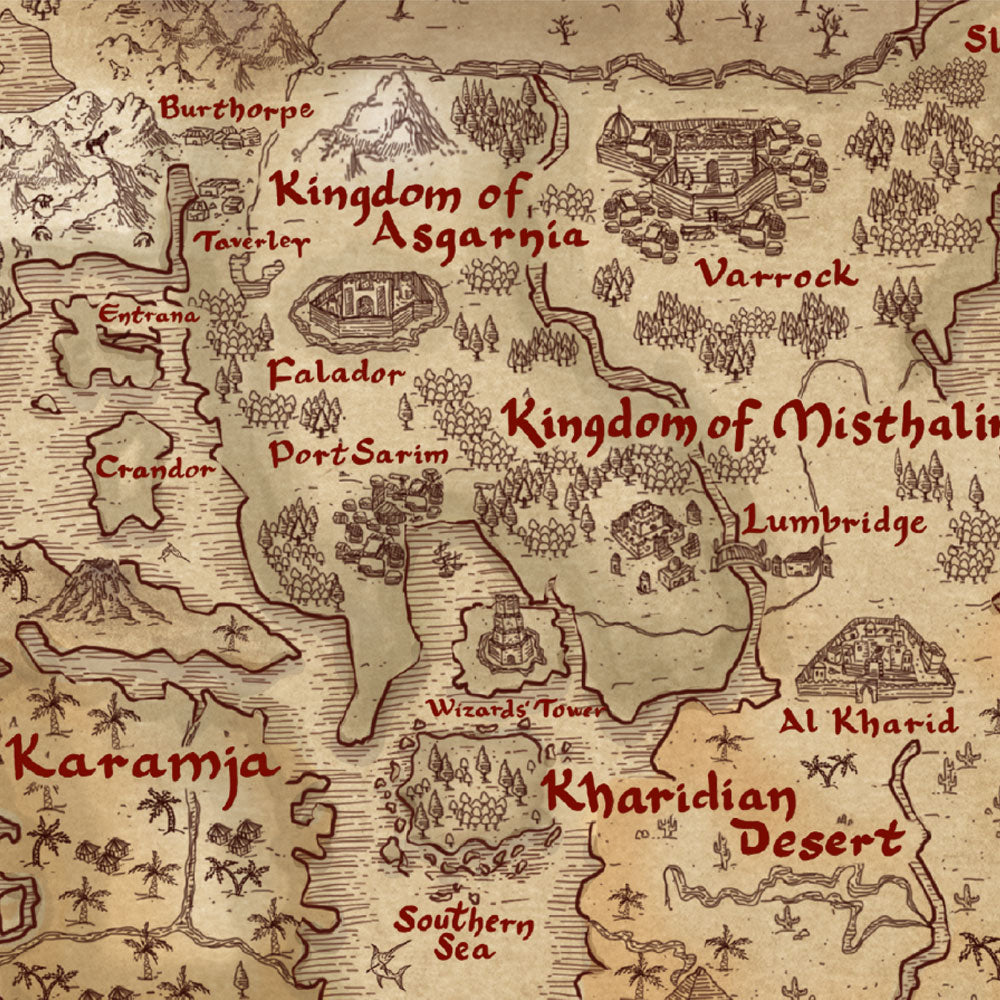 Sl
Burthorpe
Kingdom of
Asgarnia
Taverley
Varrock
Entrana
Falador
Kingdom of Misthalin
Port Sarim
Crandor
Lumbridge
Wizards' Tower
Al Kharid
Karamja
Kharidian
Desert
Southern
Sea